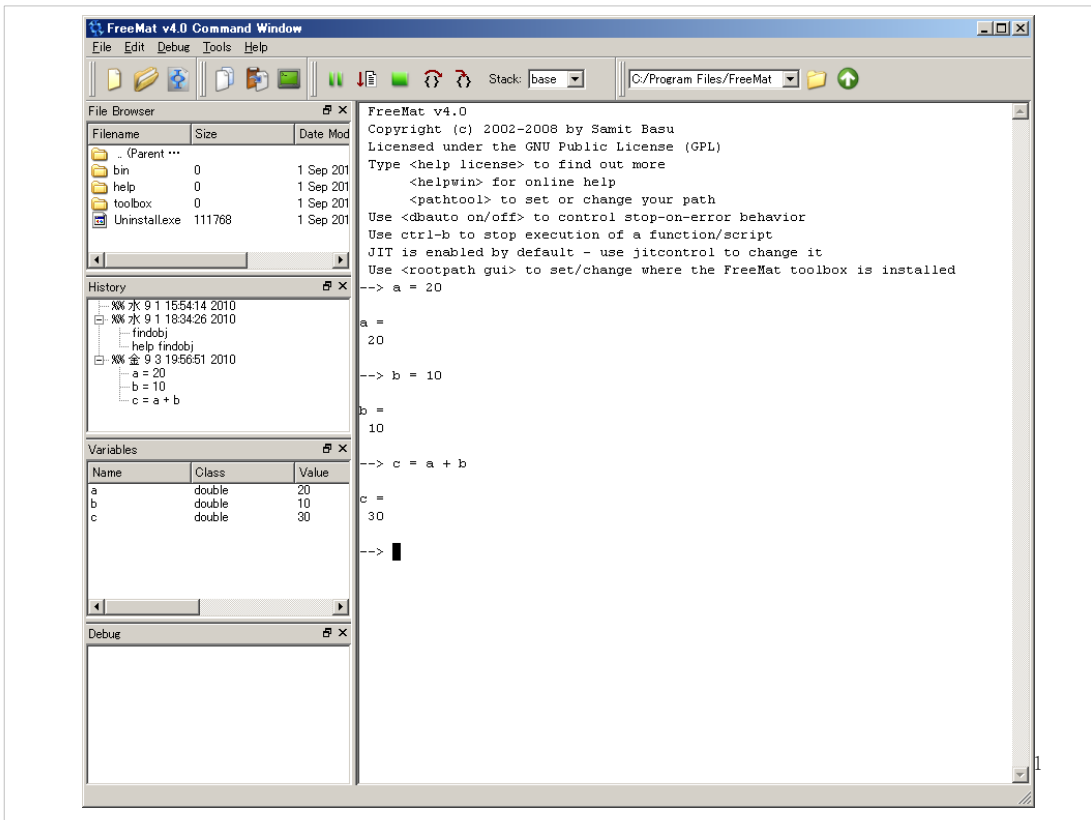 FreeMat v4.0 Command Window
File Edit Debug Tools Help
Stack: base C:/Program Files/FreeMat
File Browser
Filename Size Date Mod
.. (Parent ...
bin 0 1 Sep 201
help 0 1 Sep 201
toolbox 0 1 Sep 201
Uninstall.exe 111768 1 Sep 201
History
%% 水 9 1 15:54:14 2010
%% 水 9 1 18:34:26 2010
findobj
help findobj
%% 金 9 3 19:56:51 2010
a = 20
b = 10
c = a + b
Variables
Name Class Value
a double 20
b double 10
c double 30
Debug
FreeMat v4.0
Copyright (c) 2002-2008 by Samit Basu
Licensed under the GNU Public License (GPL)
Type <help license> to find out more
<helpwin> for online help
<pathtool> to set or change your path
Use <dbauto on/off> to control stop-on-error behavior
Use ctrl-b to stop execution of a function/script
JIT is enabled by default - use jitcontrol to change it
Use <rootpath gui> to set/change where the FreeMat toolbox is installed
--> a = 20
a =
20
--> b = 10
b =
10
--> c = a + b
c =
30
-->
1